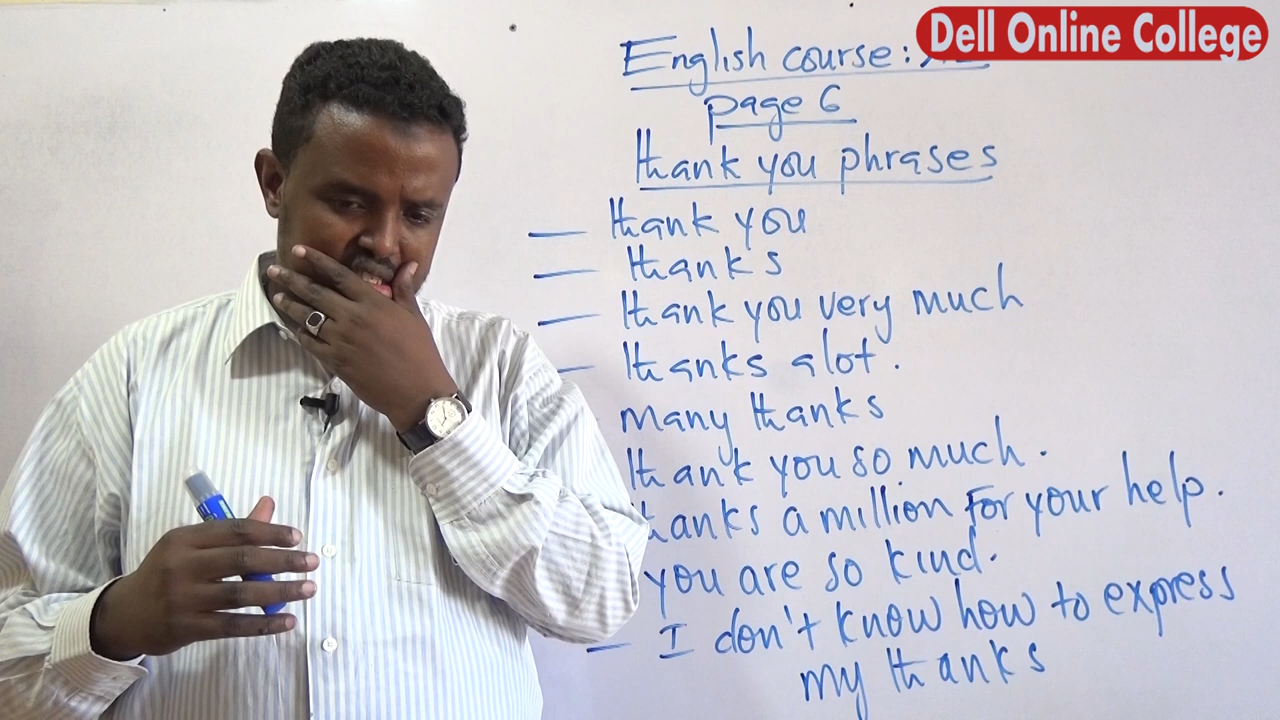 Dell Online College
English course:
page 6
thank you phrases
— thank you
— thanks
— thank you very much
— thanks alot.
many thanks
thank you so much.
thanks a million for your help.
you are so kind.
— I don't know how to express
my thanks